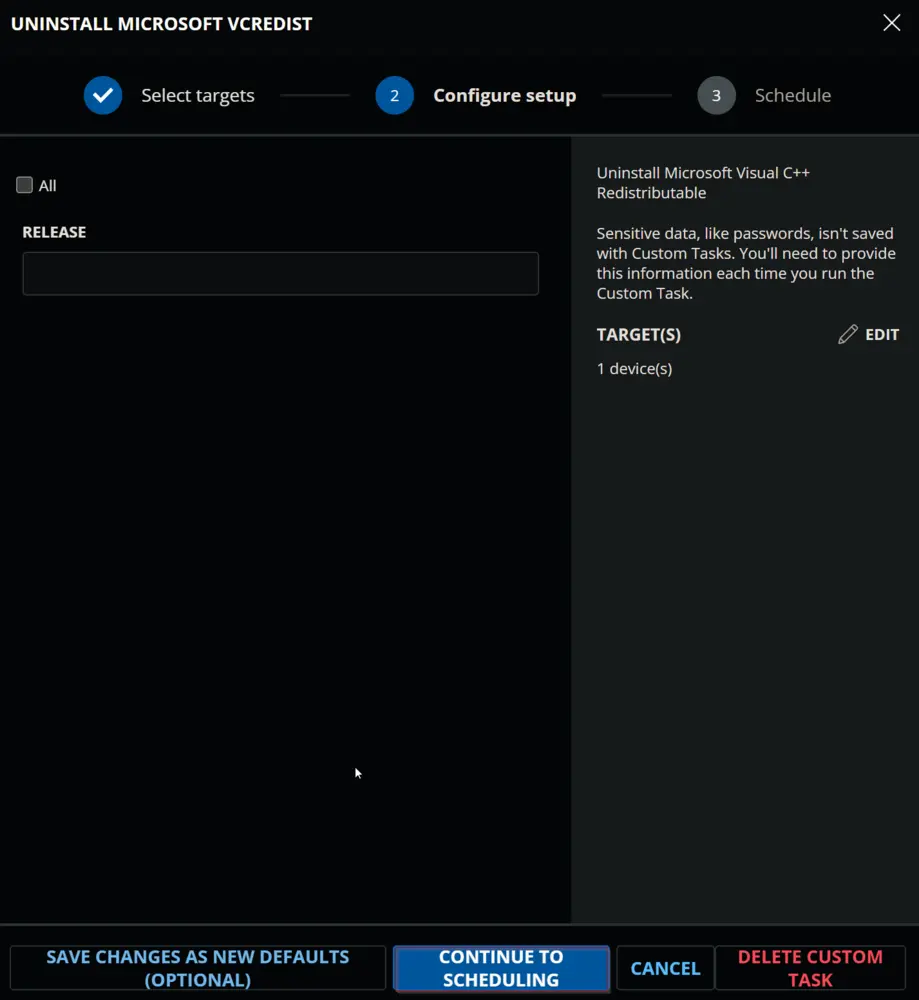 UNINSTALL MICROSOFT VCREDIST
Select targets
2
Configure setup
3
Schedule
All
RELEASE
Uninstall Microsoft Visual C++
Redistributable
Sensitive data, like passwords, isn't saved
with Custom Tasks. You'll need to provide
this information each time you run the
Custom Task.
TARGET(S)
EDIT
1 device(s)
SAVE CHANGES AS NEW DEFAULTS
(OPTIONAL)
CONTINUE TO
SCHEDULING
CANCEL
DELETE CUSTOM
TASK